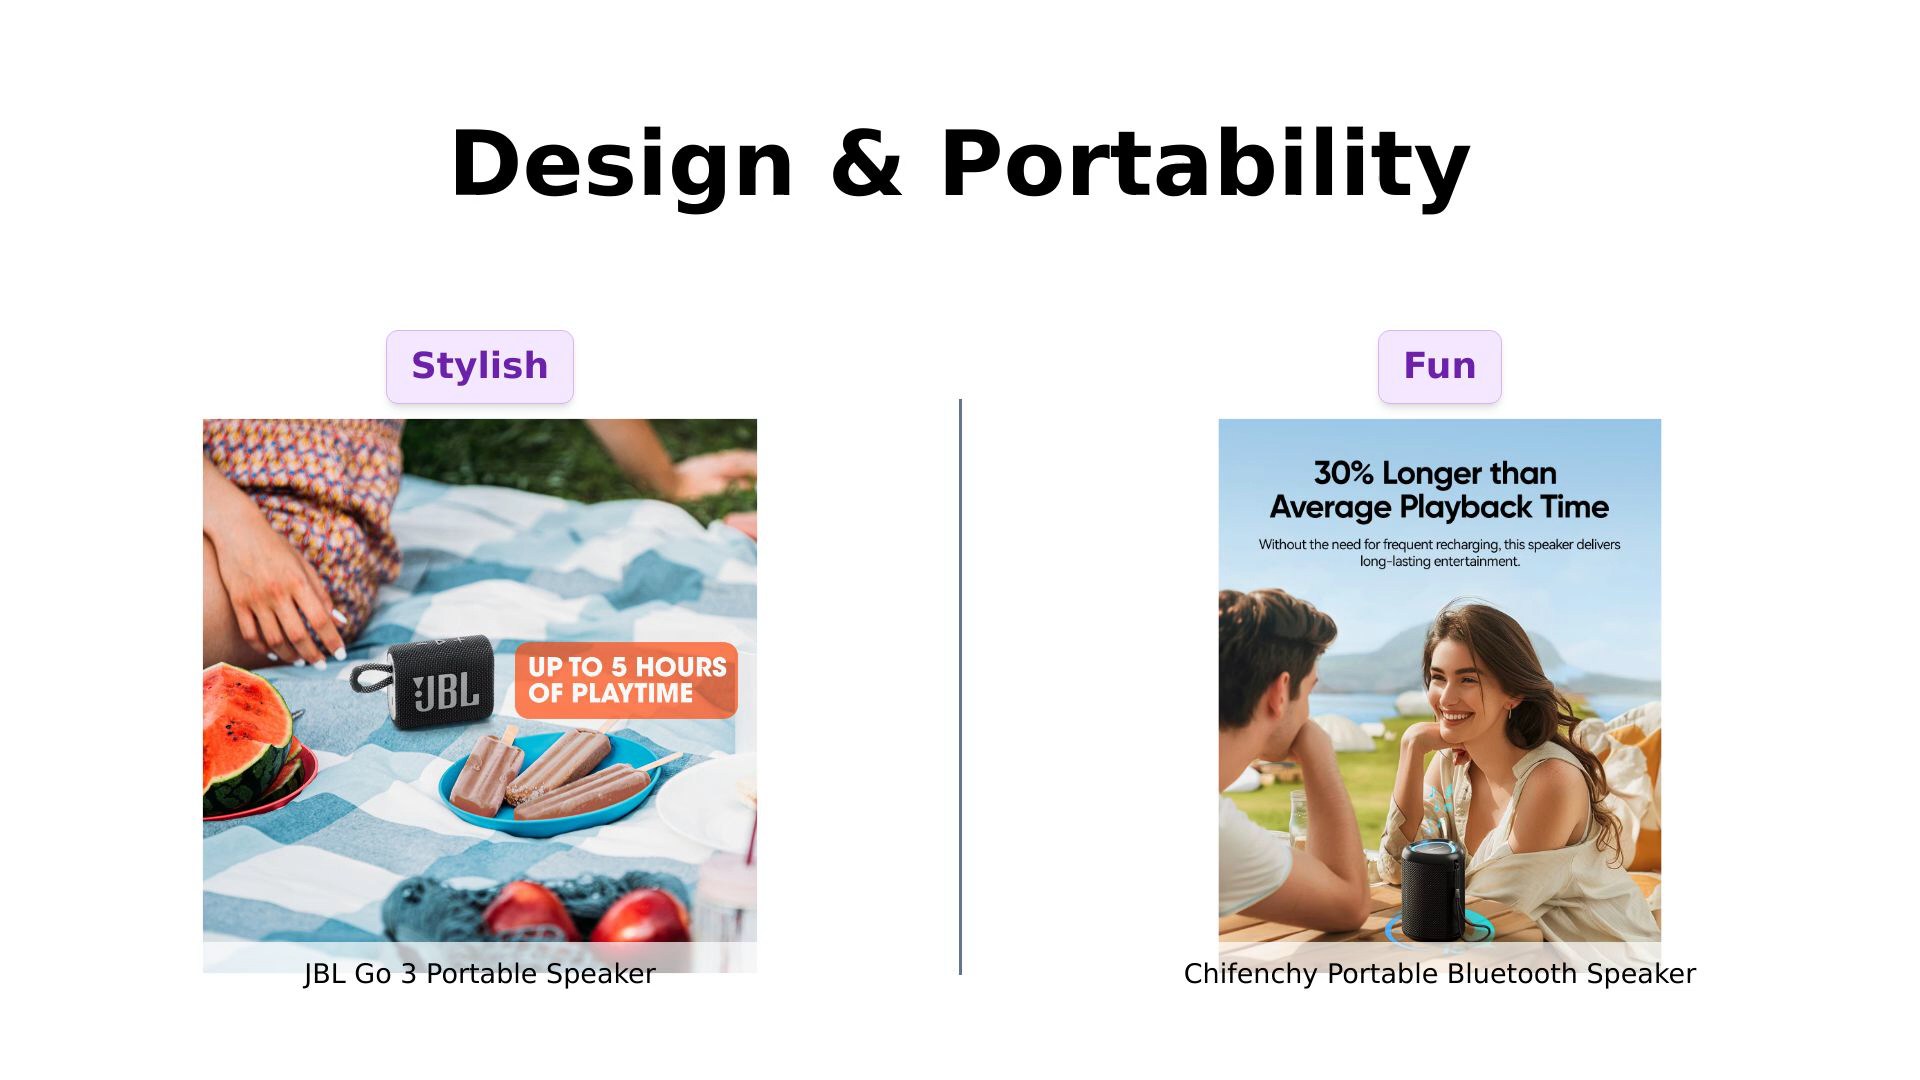 Design & Portability
Stylish
JBL
UP TO 5 HOURS
OF PLAYTIME
JBL Go 3 Portable Speaker
Fun
30% Longer than
Average Playback Time
Without the need for frequent recharging, this speaker delivers
long-lasting entertainment.
Chifenchy Portable Bluetooth Speaker